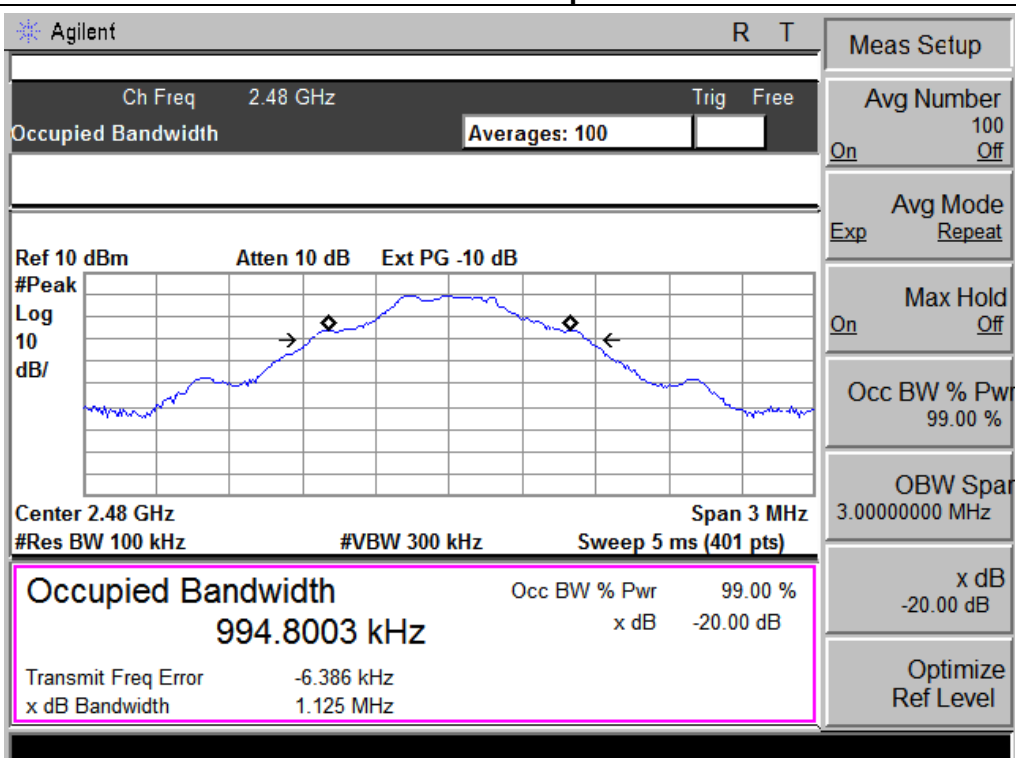 Agilent R T
Meas Setup
Ch Freq 2.48 GHz Trig Free
Occupied Bandwidth Averages: 100
Avg Number
100
On Off
Avg Mode
Exp Repeat
Ref 10 dBm Atten 10 dB Ext PG -10 dB
#Peak
Log
10
dB/
Max Hold
On Off
Occ BW % Pwr
99.00 %
OBW Span
3.00000000 MHz
Center 2.48 GHz Span 3 MHz
#Res BW 100 kHz #VBW 300 kHz Sweep 5 ms (401 pts)
Occupied Bandwidth Occ BW % Pwr 99.00 %
994.8003 kHz x dB -20.00 dB
Transmit Freq Error -6.386 kHz
x dB Bandwidth 1.125 MHz
x dB
-20.00 dB
Optimize
Ref Level